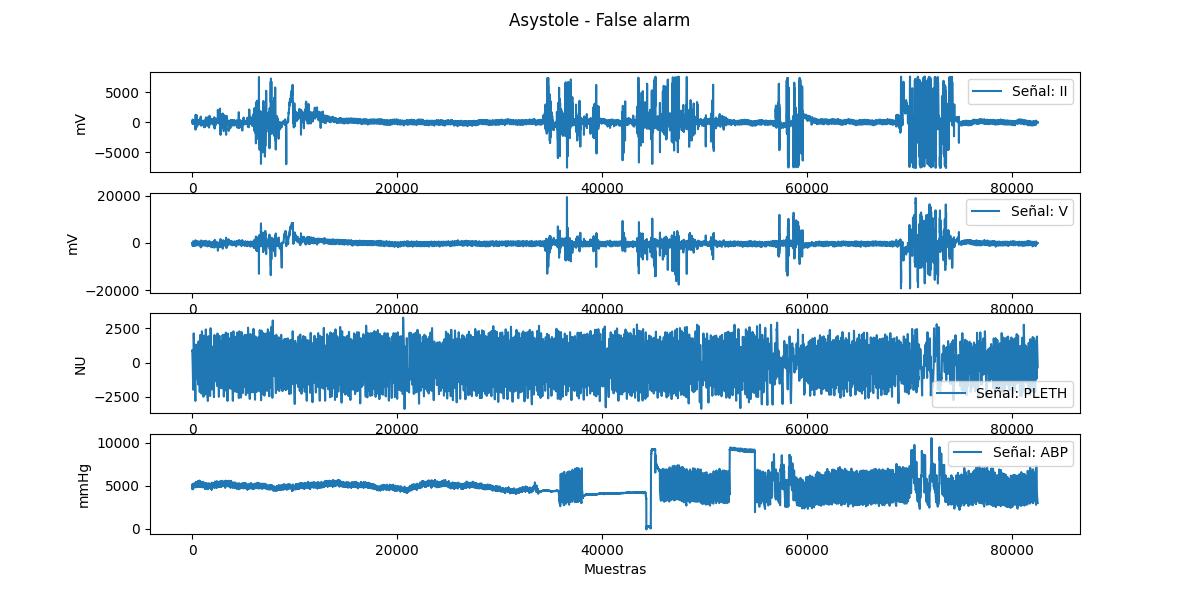 Asystole - False alarm
5000
0
−5000
mV
Señal: II
0 20000 40000 60000 80000
20000
0
−20000
mV
Señal: V
0 20000 40000 60000 80000
2500
0
−2500
NU
Señal: PLETH
0 20000 40000 60000 80000
10000
5000
0
mmHg
Señal: ABP
0 20000 40000 60000 80000
Muestras